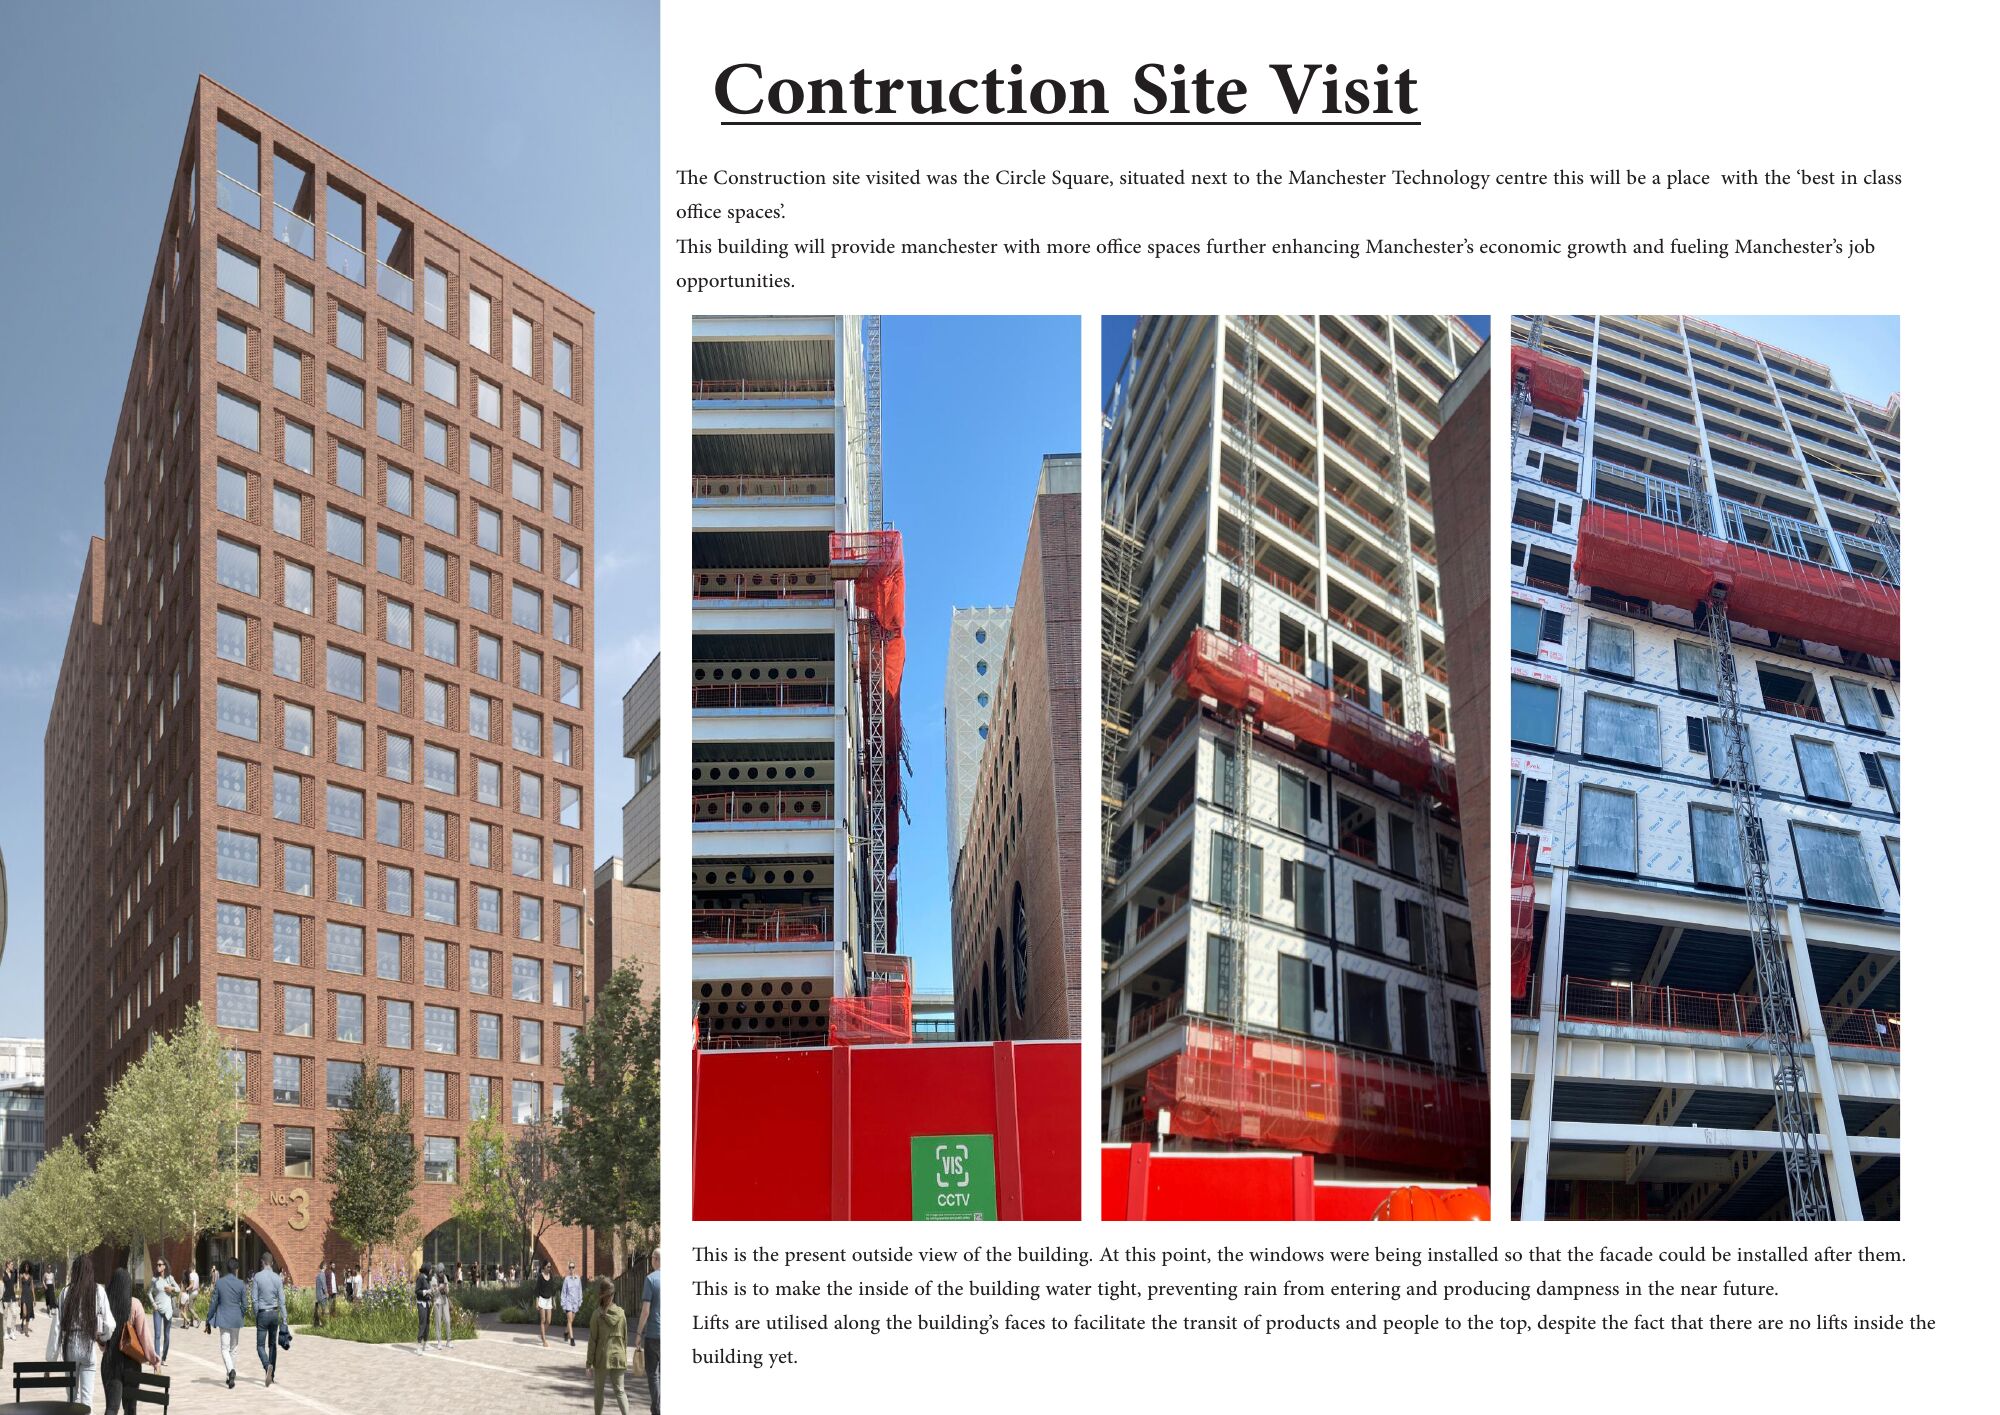 Contruction Site Visit
The Construction site visited was the Circle Square, situated next to the Manchester Technology centre this will be a place  with the ‘best in class
office spaces’.
This building will provide manchester with more office spaces further enhancing Manchester’s economic growth and fueling Manchester’s job
opportunities.
No.3
VIS
CCTV
This is the present outside view of the building. At this point, the windows were being installed so that the facade could be installed after them.
This is to make the inside of the building water tight, preventing rain from entering and producing dampness in the near future.
Lifts are utilised along the building’s faces to facilitate the transit of products and people to the top, despite the fact that there are no lifts inside the
building yet.